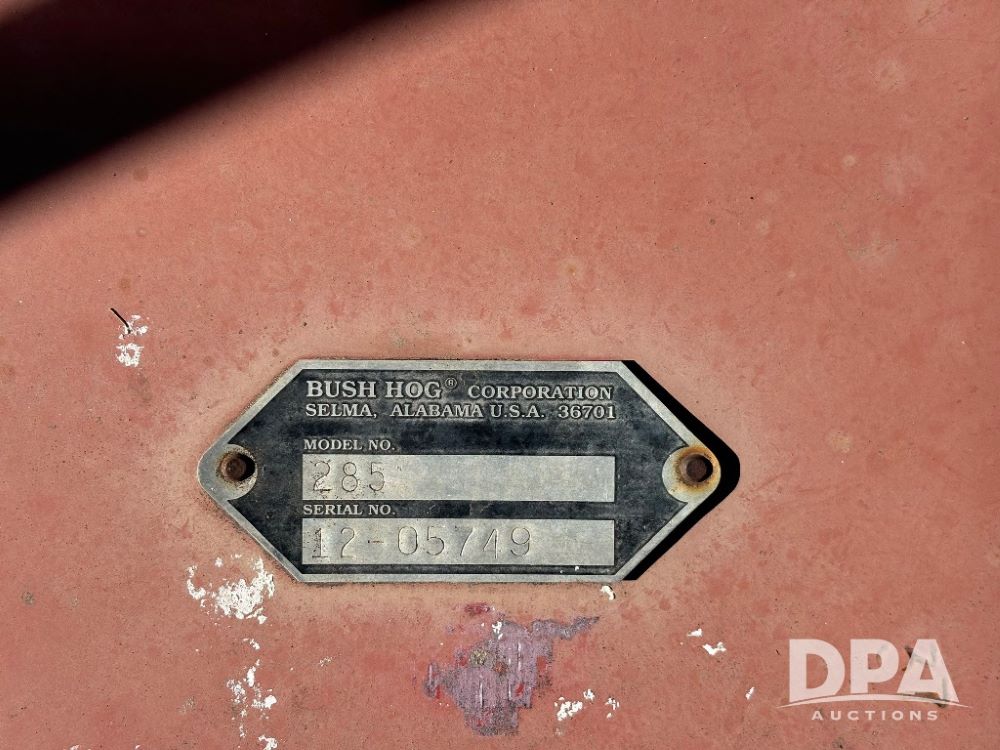 BUSH HOG® CORPORATION
SELMA, ALABAMA U.S.A. 36701
MODEL NO.
285
SERIAL NO.
12-05749
DPA
AUCTIONS